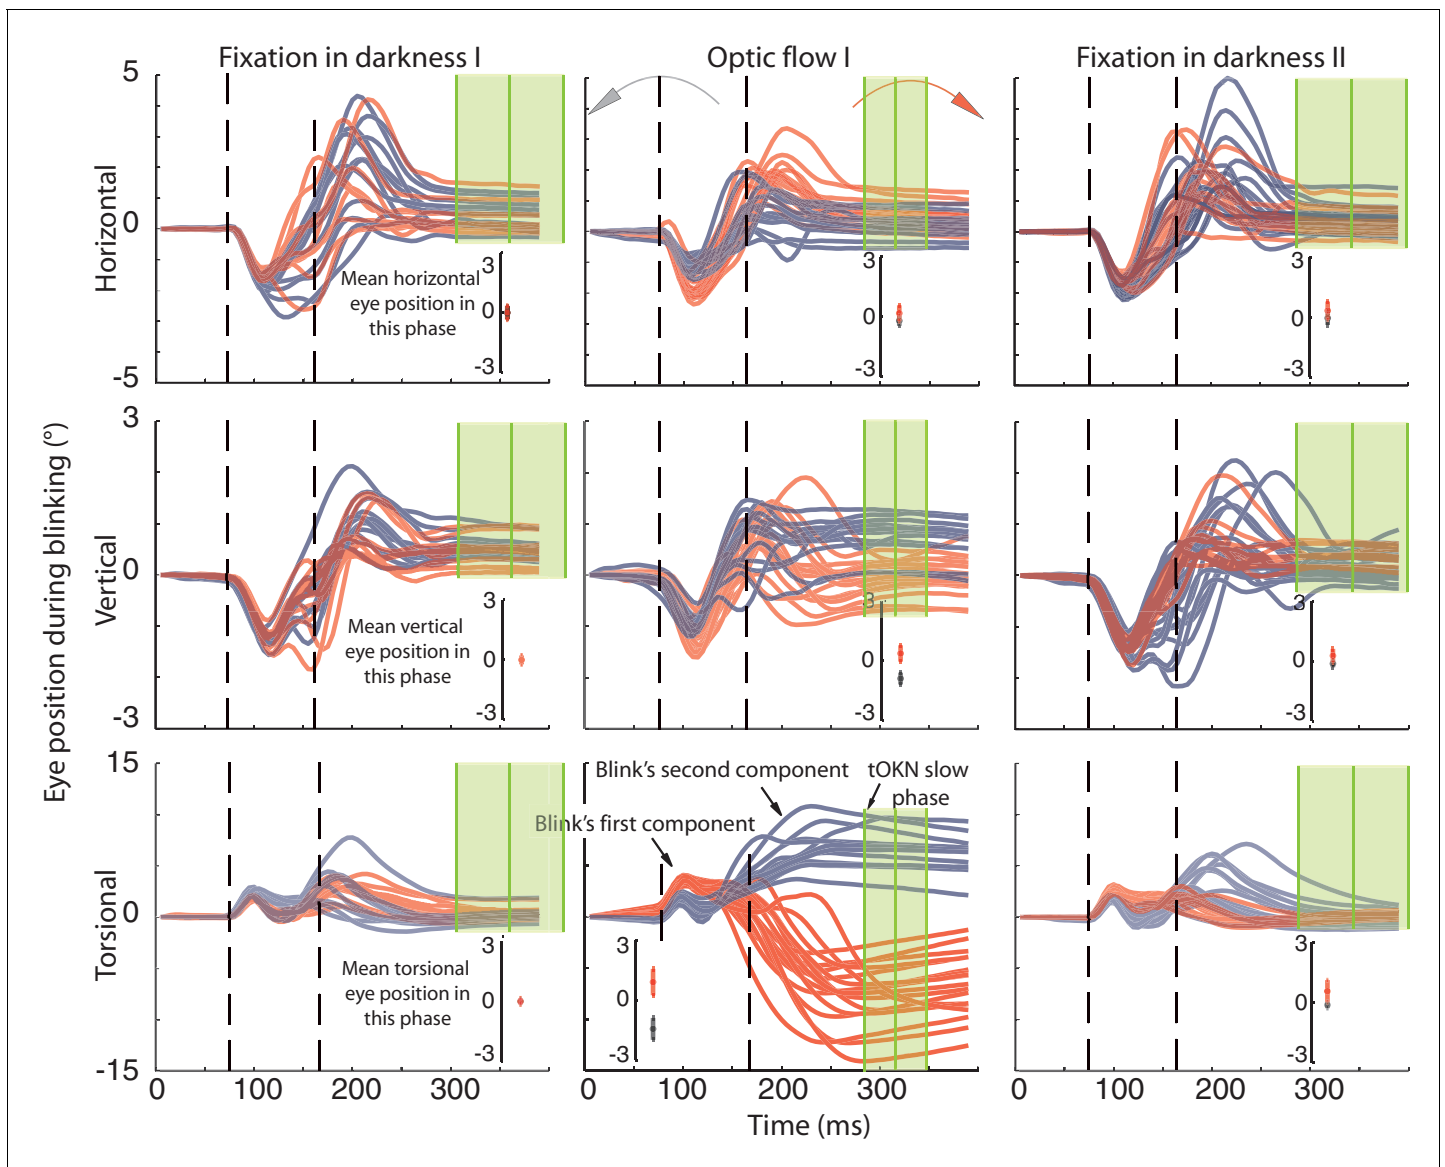 Fixation in darkness I
Optic flow I
Fixation in darkness II
Eye position during blinking (°)
Horizontal
5
0
-5
Mean horizontal
eye position in
this phase
3
0
-3
3
0
-3
3
0
-3
Vertical
3
0
-3
Mean vertical
eye position in
this phase
3
0
-3
3
0
-3
3
0
-3
Torsional
15
0
-15
Mean torsional
eye position in
this phase
3
0
-3
Blink's second component
Blink's first component
tOKN slow
phase
3
0
-3
3
0
-3
0 100 200 300
0 100 200 300
0 100 200 300
Time (ms)